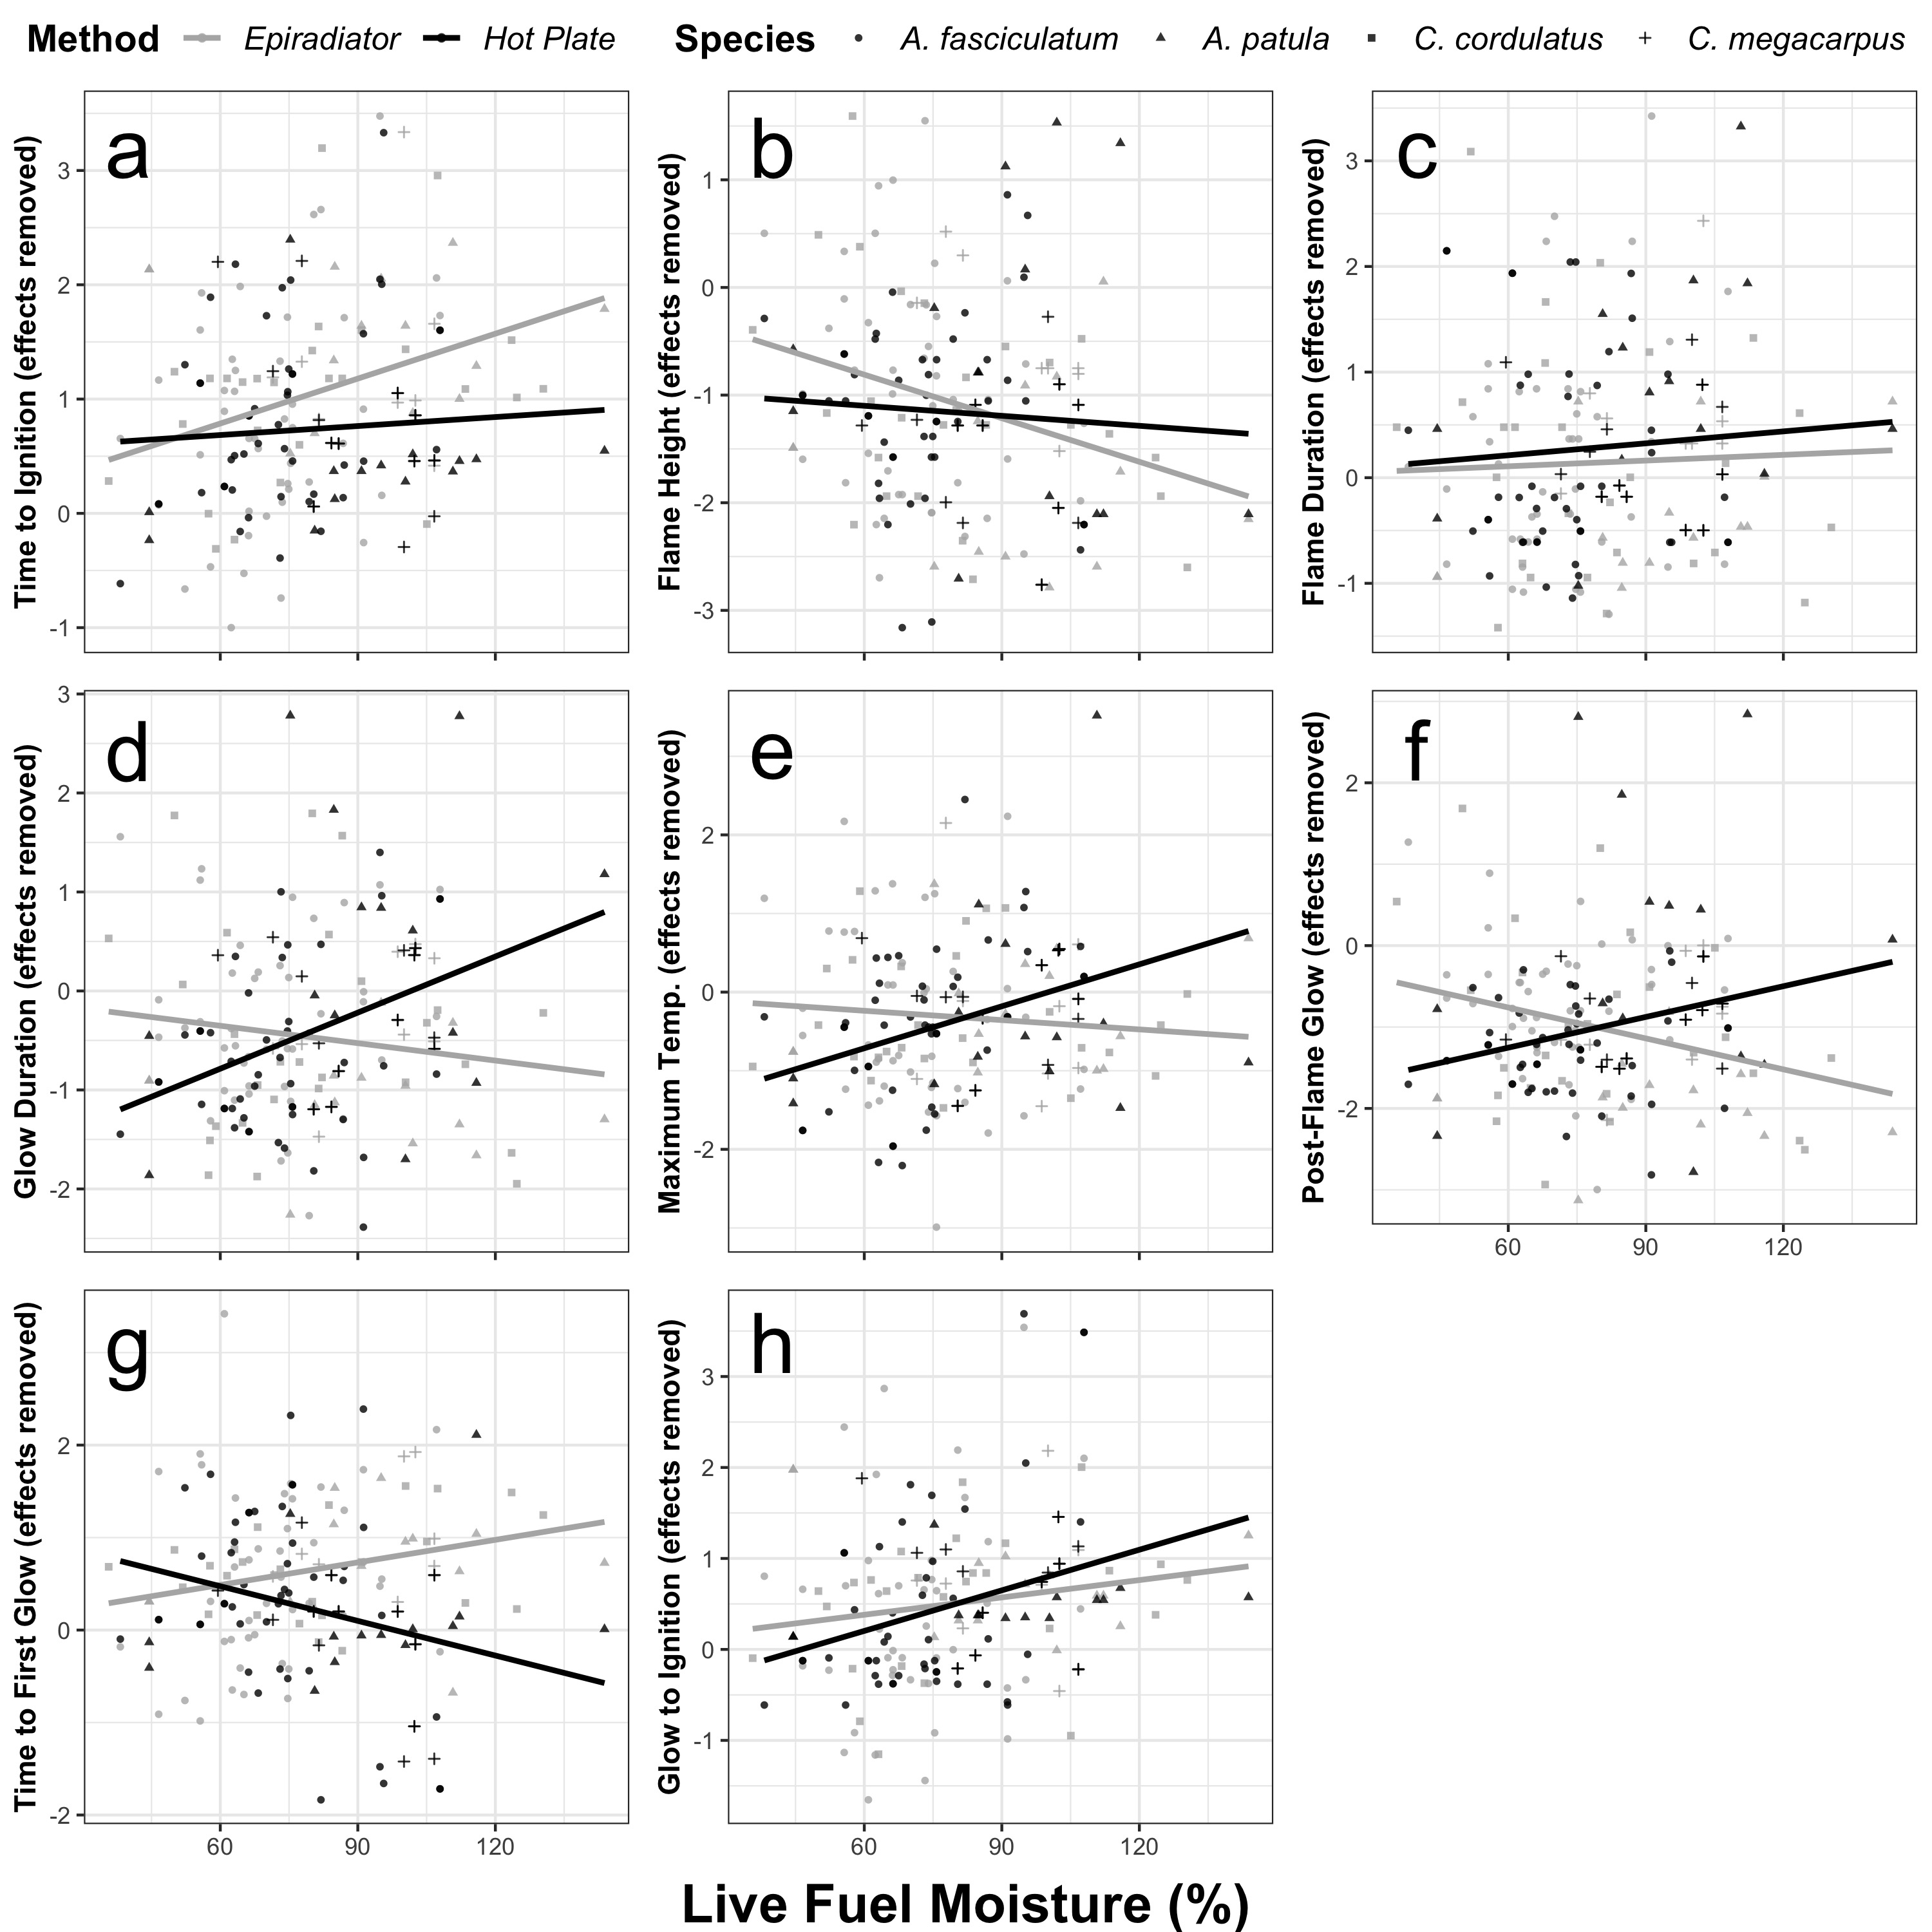 Method Epiradiator Hot Plate Species A. fasciculatum A. patula C. cordulatus C. megacarpus
a
Time to Ignition (effects removed)
3
2
1
0
-1
b
Flame Height (effects removed)
1
0
-1
-2
-3
c
Flame Duration (effects removed)
3
2
1
0
-1
d
Glow Duration (effects removed)
3
2
1
0
-1
-2
e
Maximum Temp. (effects removed)
2
0
-2
f
Post-Flame Glow (effects removed)
2
0
-2
60 90 120
g
Time to First Glow (effects removed)
2
0
-2
60 90 120
h
Glow to Ignition (effects removed)
3
2
1
0
-1
60 90 120
Live Fuel Moisture (%)